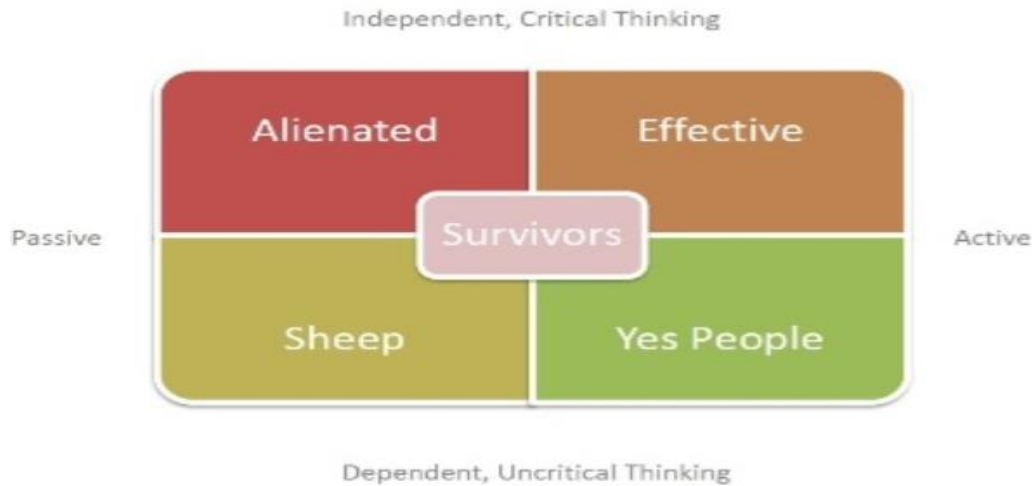 Independent, Critical Thinking
Alienated
Effective
Passive
Survivors
Active
Sheep
Yes People
Dependent, Uncritical Thinking